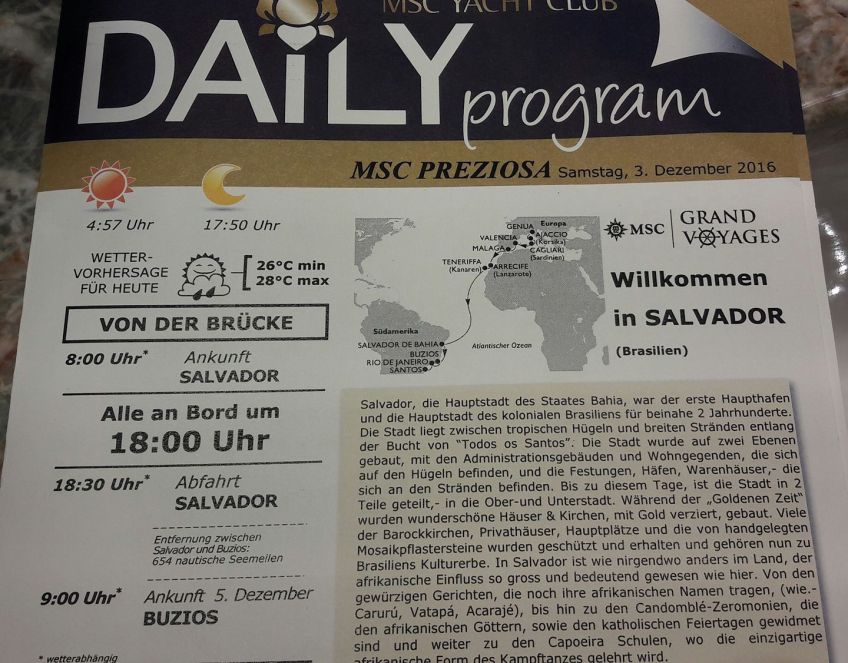 MSC YACHT CLUB
DAiLY
program
MSC PREZIOSA Samstag, 3. Dezember 2016
4:57 Uhr
17:50 Uhr
WETTER-
VORHERSAGE
FÜR HEUTE
26°C min
28°C max
VON DER BRÜCKE
8:00 Uhr* Ankunft
SALVADOR
Alle an Bord um
18:00 Uhr
18:30 Uhr* Abfahrt
SALVADOR
Entfernung zwischen
Salvador und Buzios:
654 nautische Seemeilen
9:00 Uhr* Ankunft 5. Dezember
BUZIOS
* wetterabhängig
GENUA
Europa
VALENCIA
AJACCIO
(Korsika)
MALAGA
CAGLIARI
(Sardinien)
TENERIFFA
(Kanaren)
ARRECIFE
(Lanzarote)
Südamerika
SALVADOR DE BAHIA
Atlantischer Ozean
BUZIOS
RIO DE JANEIRO
SANTOS
MSC
GRAND
VOYAGES
Willkommen
in SALVADOR
(Brasilien)
Salvador, die Hauptstadt des Staates Bahia, war der erste Haupthafen
und die Hauptstadt des kolonialen Brasiliens für beinahe 2 Jahrhunderte.
Die Stadt liegt zwischen tropischen Hügeln und breiten Stränden entlang
der Bucht von "Todos os Santos". Die Stadt wurde auf zwei Ebenen
gebaut, mit den Administrationsgebäuden und Wohngegenden, die sich
auf den Hügeln befinden, und die Festungen, Häfen, Warenhäuser,- die
sich an den Stränden befinden. Bis zu diesem Tage, ist die Stadt in 2
Teile geteilt,- in die Ober-und Unterstadt. Während der „Goldenen Zeit"
wurden wunderschöne Häuser & Kirchen, mit Gold verziert, gebaut. Viele
der Barockkirchen, Privathäuser, Hauptplätze und die von handgelegten
Mosaikpflastersteine wurden geschützt und erhalten und gehören nun zu
Brasiliens Kulturerbe. In Salvador ist wie nirgendwo anders im Land, der
afrikanische Einfluss so gross und bedeutend gewesen wie hier. Von den
gewürzigen Gerichten, die noch ihre afrikanischen Namen tragen, (wie.-
Carurú, Vatapá, Acarajé), bis hin zu den Candomblé-Zeromonien, die
den afrikanischen Göttern, sowie den katholischen Feiertagen gewidmet
sind und weiter zu den Capoeira Schulen, wo die einzigartige
afrikanische Form des Kampftanzes gelehrt wird.